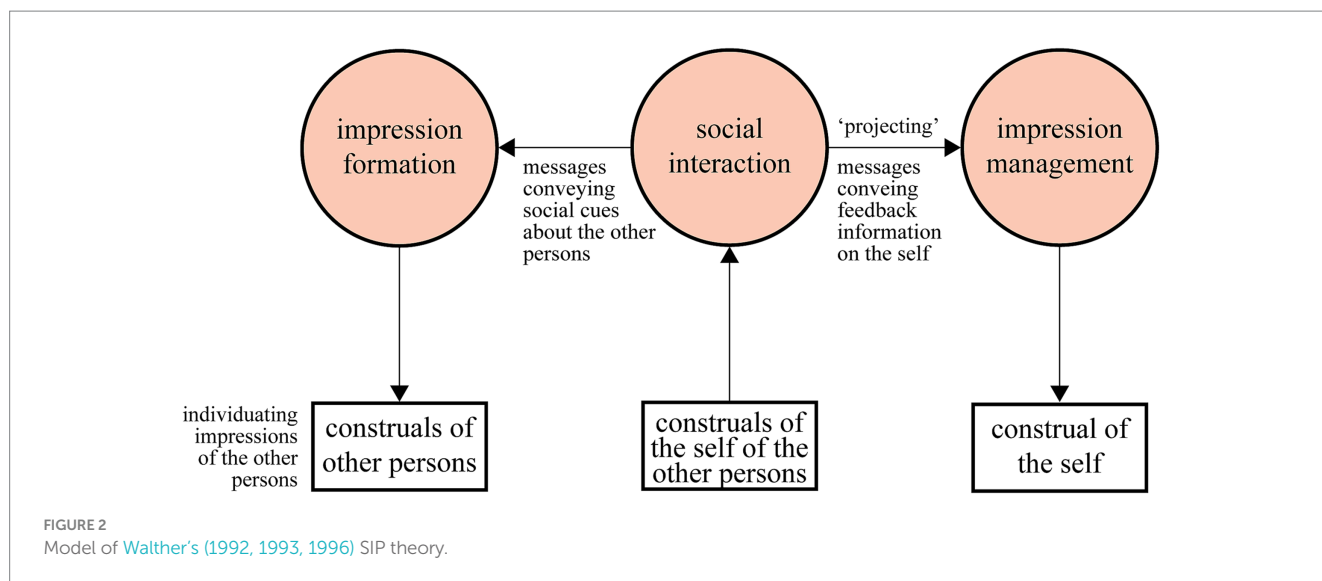 impression
formation
messages
conveying
social cues
about the other
persons
social
interaction
‘projecting’
messages
conveing
feedback
information
on the self
impression
management
individuating
impressions
of the other
persons
construals of
other persons
construals of
the self of the
other persons
construal of
the self
FIGURE 2
Model of Walther’s (1992, 1993, 1996) SIP theory.